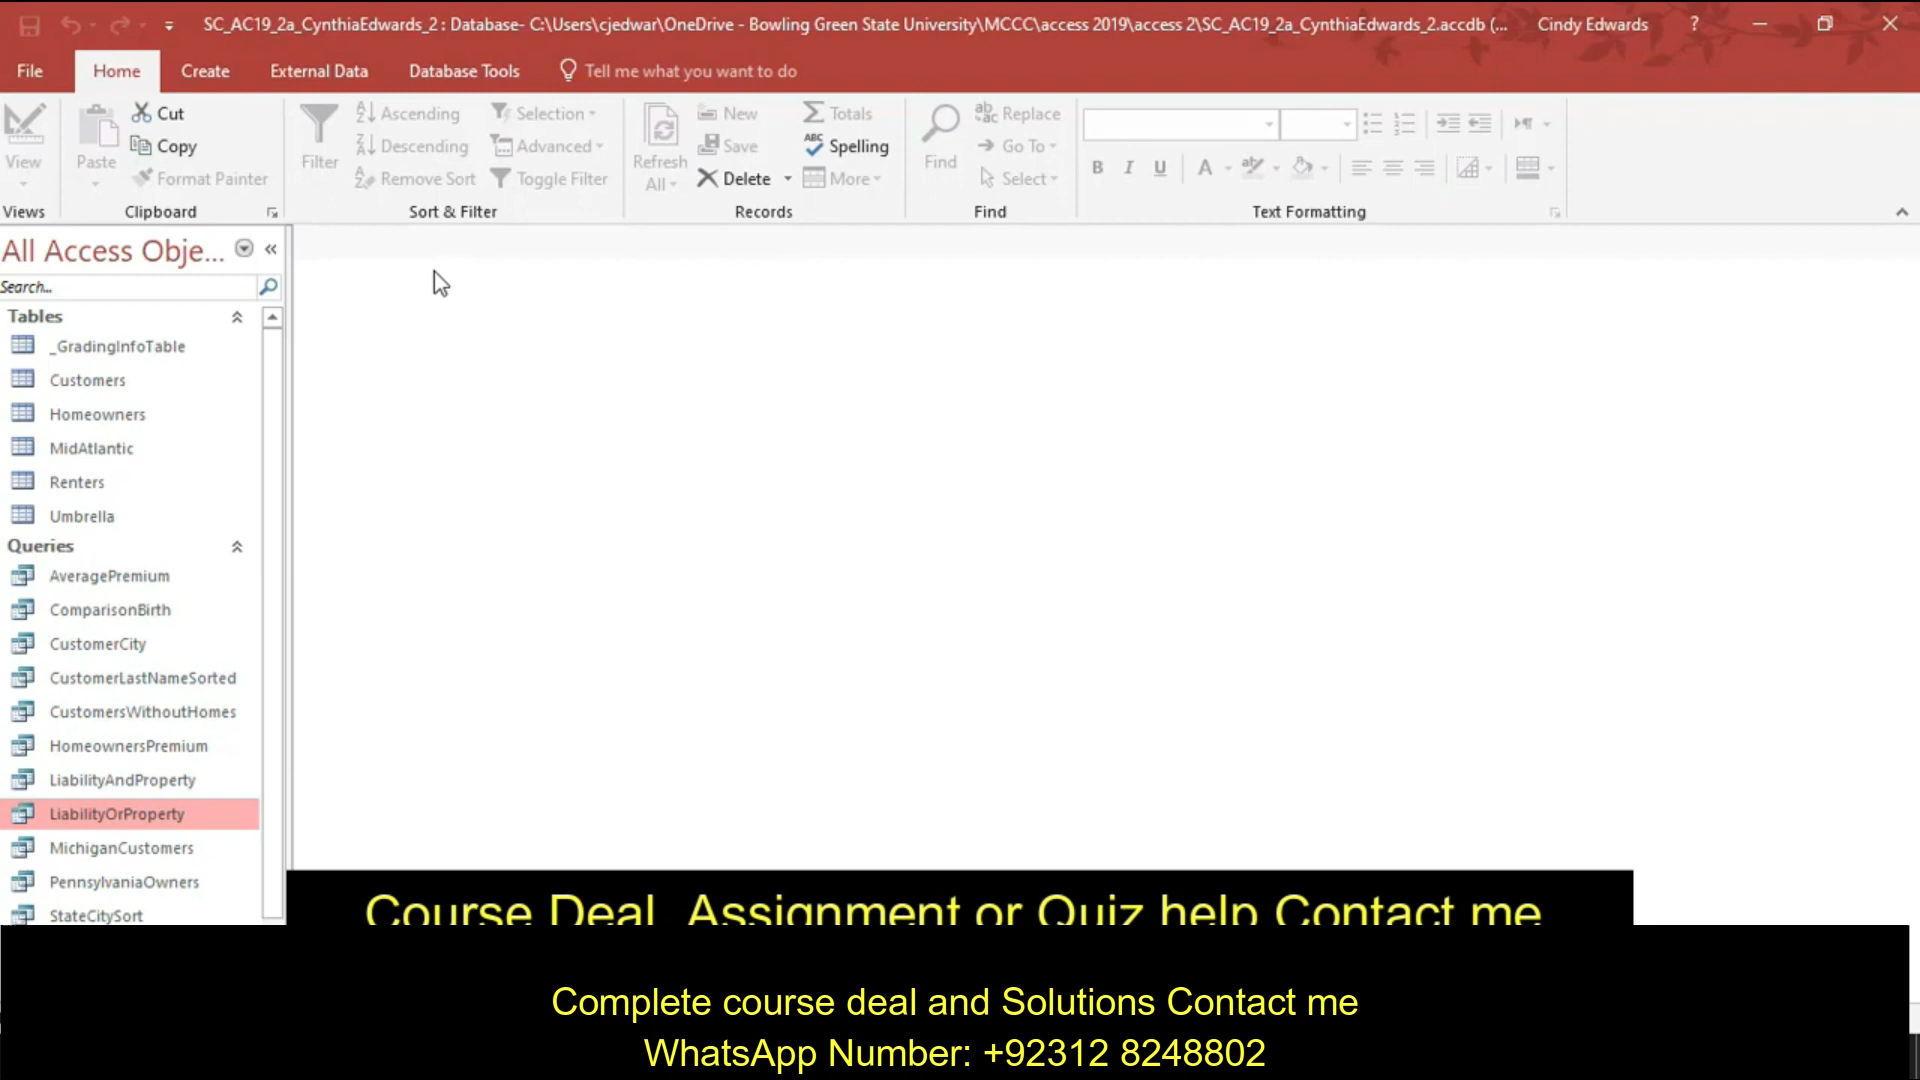 SC_AC19_2a_CynthiaEdwards_2 : Database- C:\Users\cjedwar\OneDrive - Bowling Green State University\MCCC\access 2019\access 2\SC_AC19_2a_CynthiaEdwards_2.accdb (...
Cindy Edwards
?
File
Home
Create
External Data
Database Tools
Tell me what you want to do
View
Views
Paste
Cut
Copy
Format Painter
Clipboard
Filter
Ascending
Descending
Remove Sort
Selection
Advanced
Toggle Filter
Sort & Filter
Refresh All
New
Save
Delete
Totals
Spelling
More
Records
Find
Replace
Go To
Select
Find
B I U A
Text Formatting
All Access Obje...
Search...
Tables
_GradingInfoTable
Customers
Homeowners
MidAtlantic
Renters
Umbrella
Queries
AveragePremium
ComparisonBirth
CustomerCity
CustomerLastNameSorted
CustomersWithoutHomes
HomeownersPremium
LiabilityAndProperty
LiabilityOrProperty
MichiganCustomers
PennsylvaniaOwners
StateCitySort
Course Deal Assignment or Quiz help Contact me
Complete course deal and Solutions Contact me
WhatsApp Number: +92312 8248802